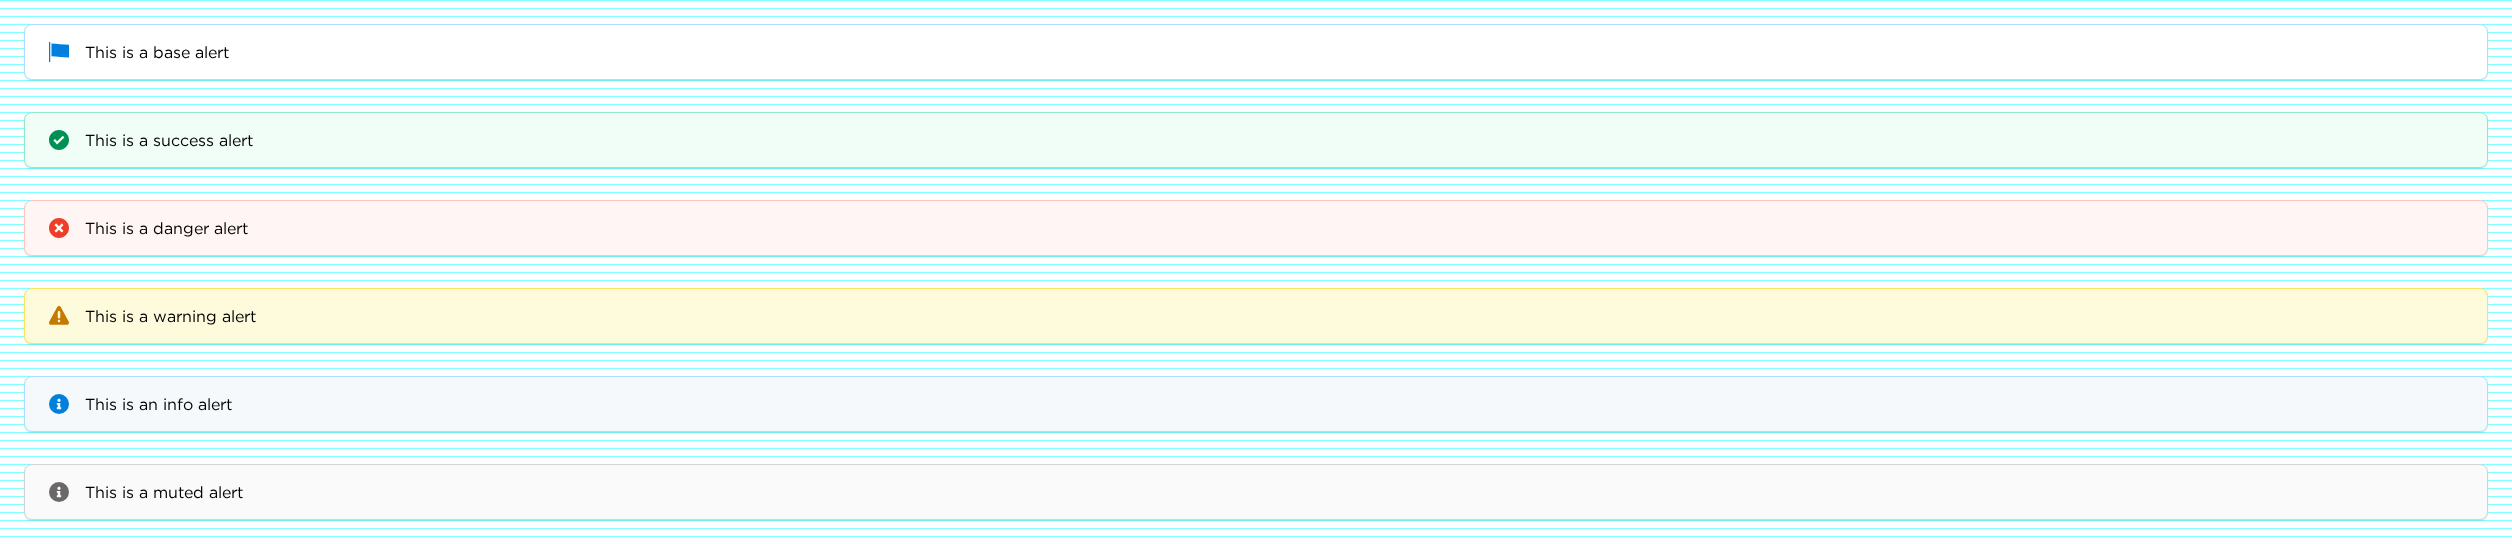 This is a base alert
This is a success alert
This is a danger alert
This is a warning alert
This is an info alert
This is a muted alert